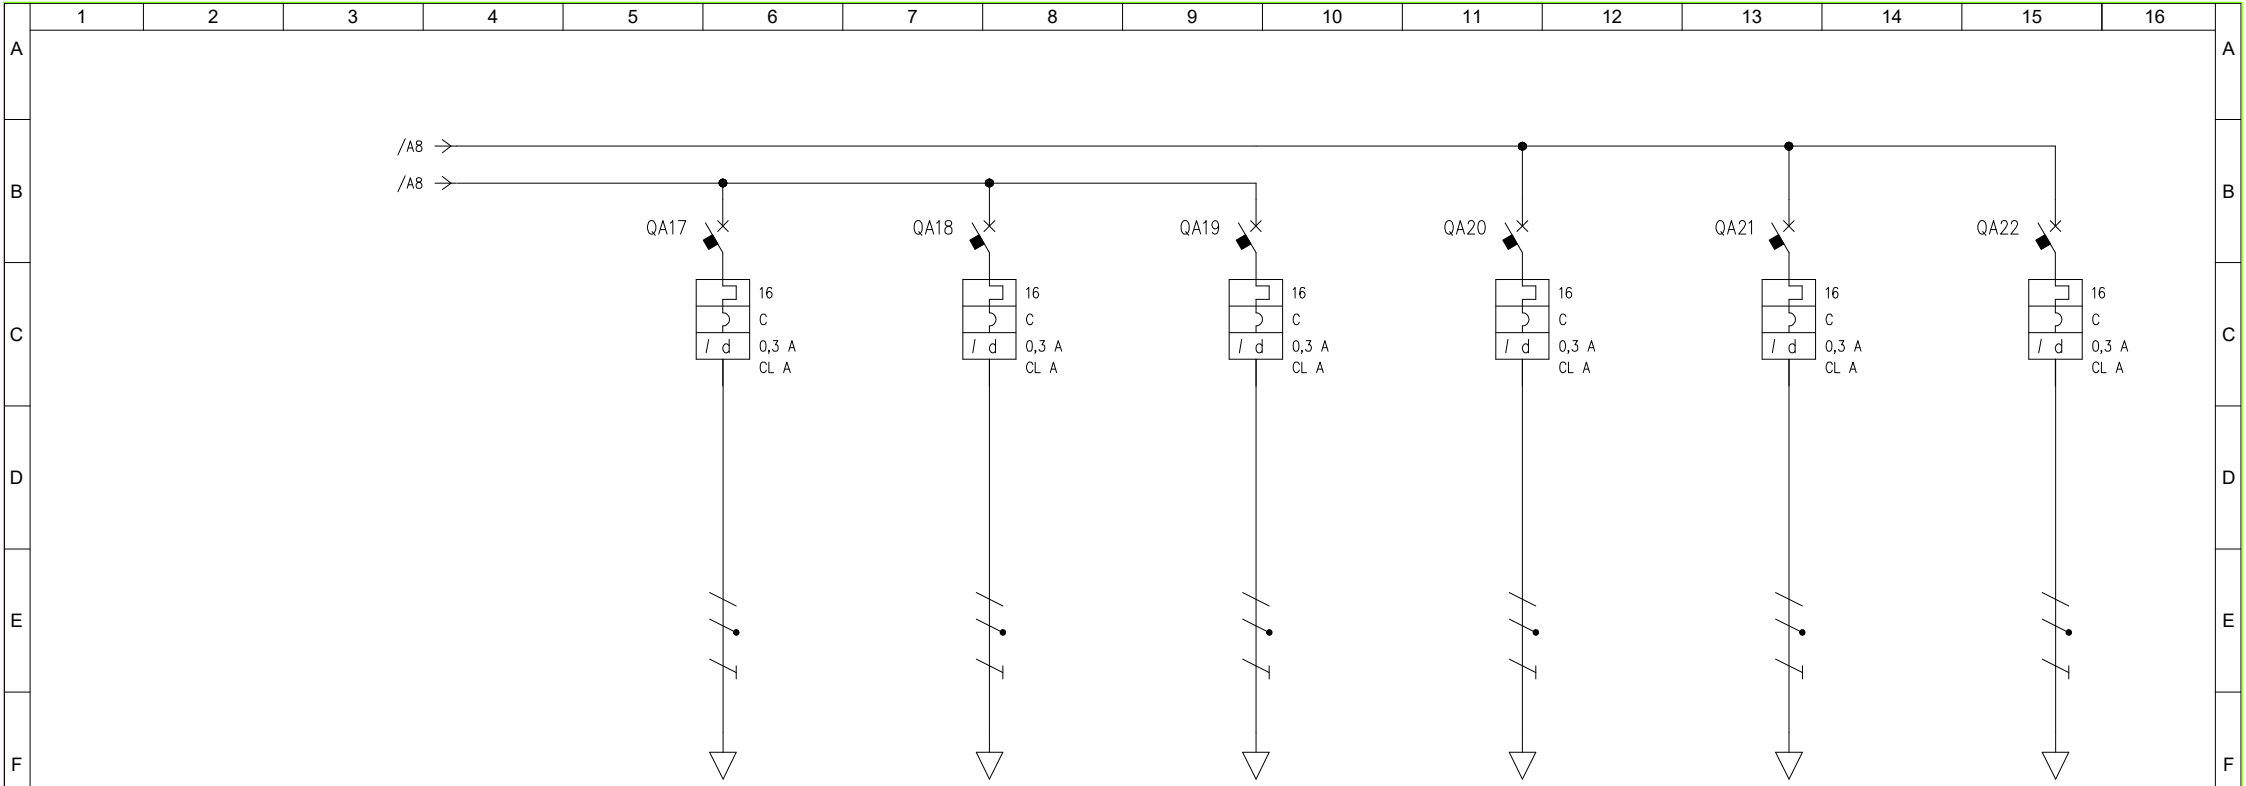 1 2 3 4 5 6 7 8 9 10 11 12 13 14 15 16
A A
/A8
/A8
B B
QA17 QA18 QA19 QA20 QA21 QA22
16 16 16 16 16 16
C C C C C C
C C
I d 0,3 A I d 0,3 A I d 0,3 A I d 0,3 A I d 0,3 A I d 0,3 A
CL A CL A CL A CL A CL A CL A
D D
E E
F F